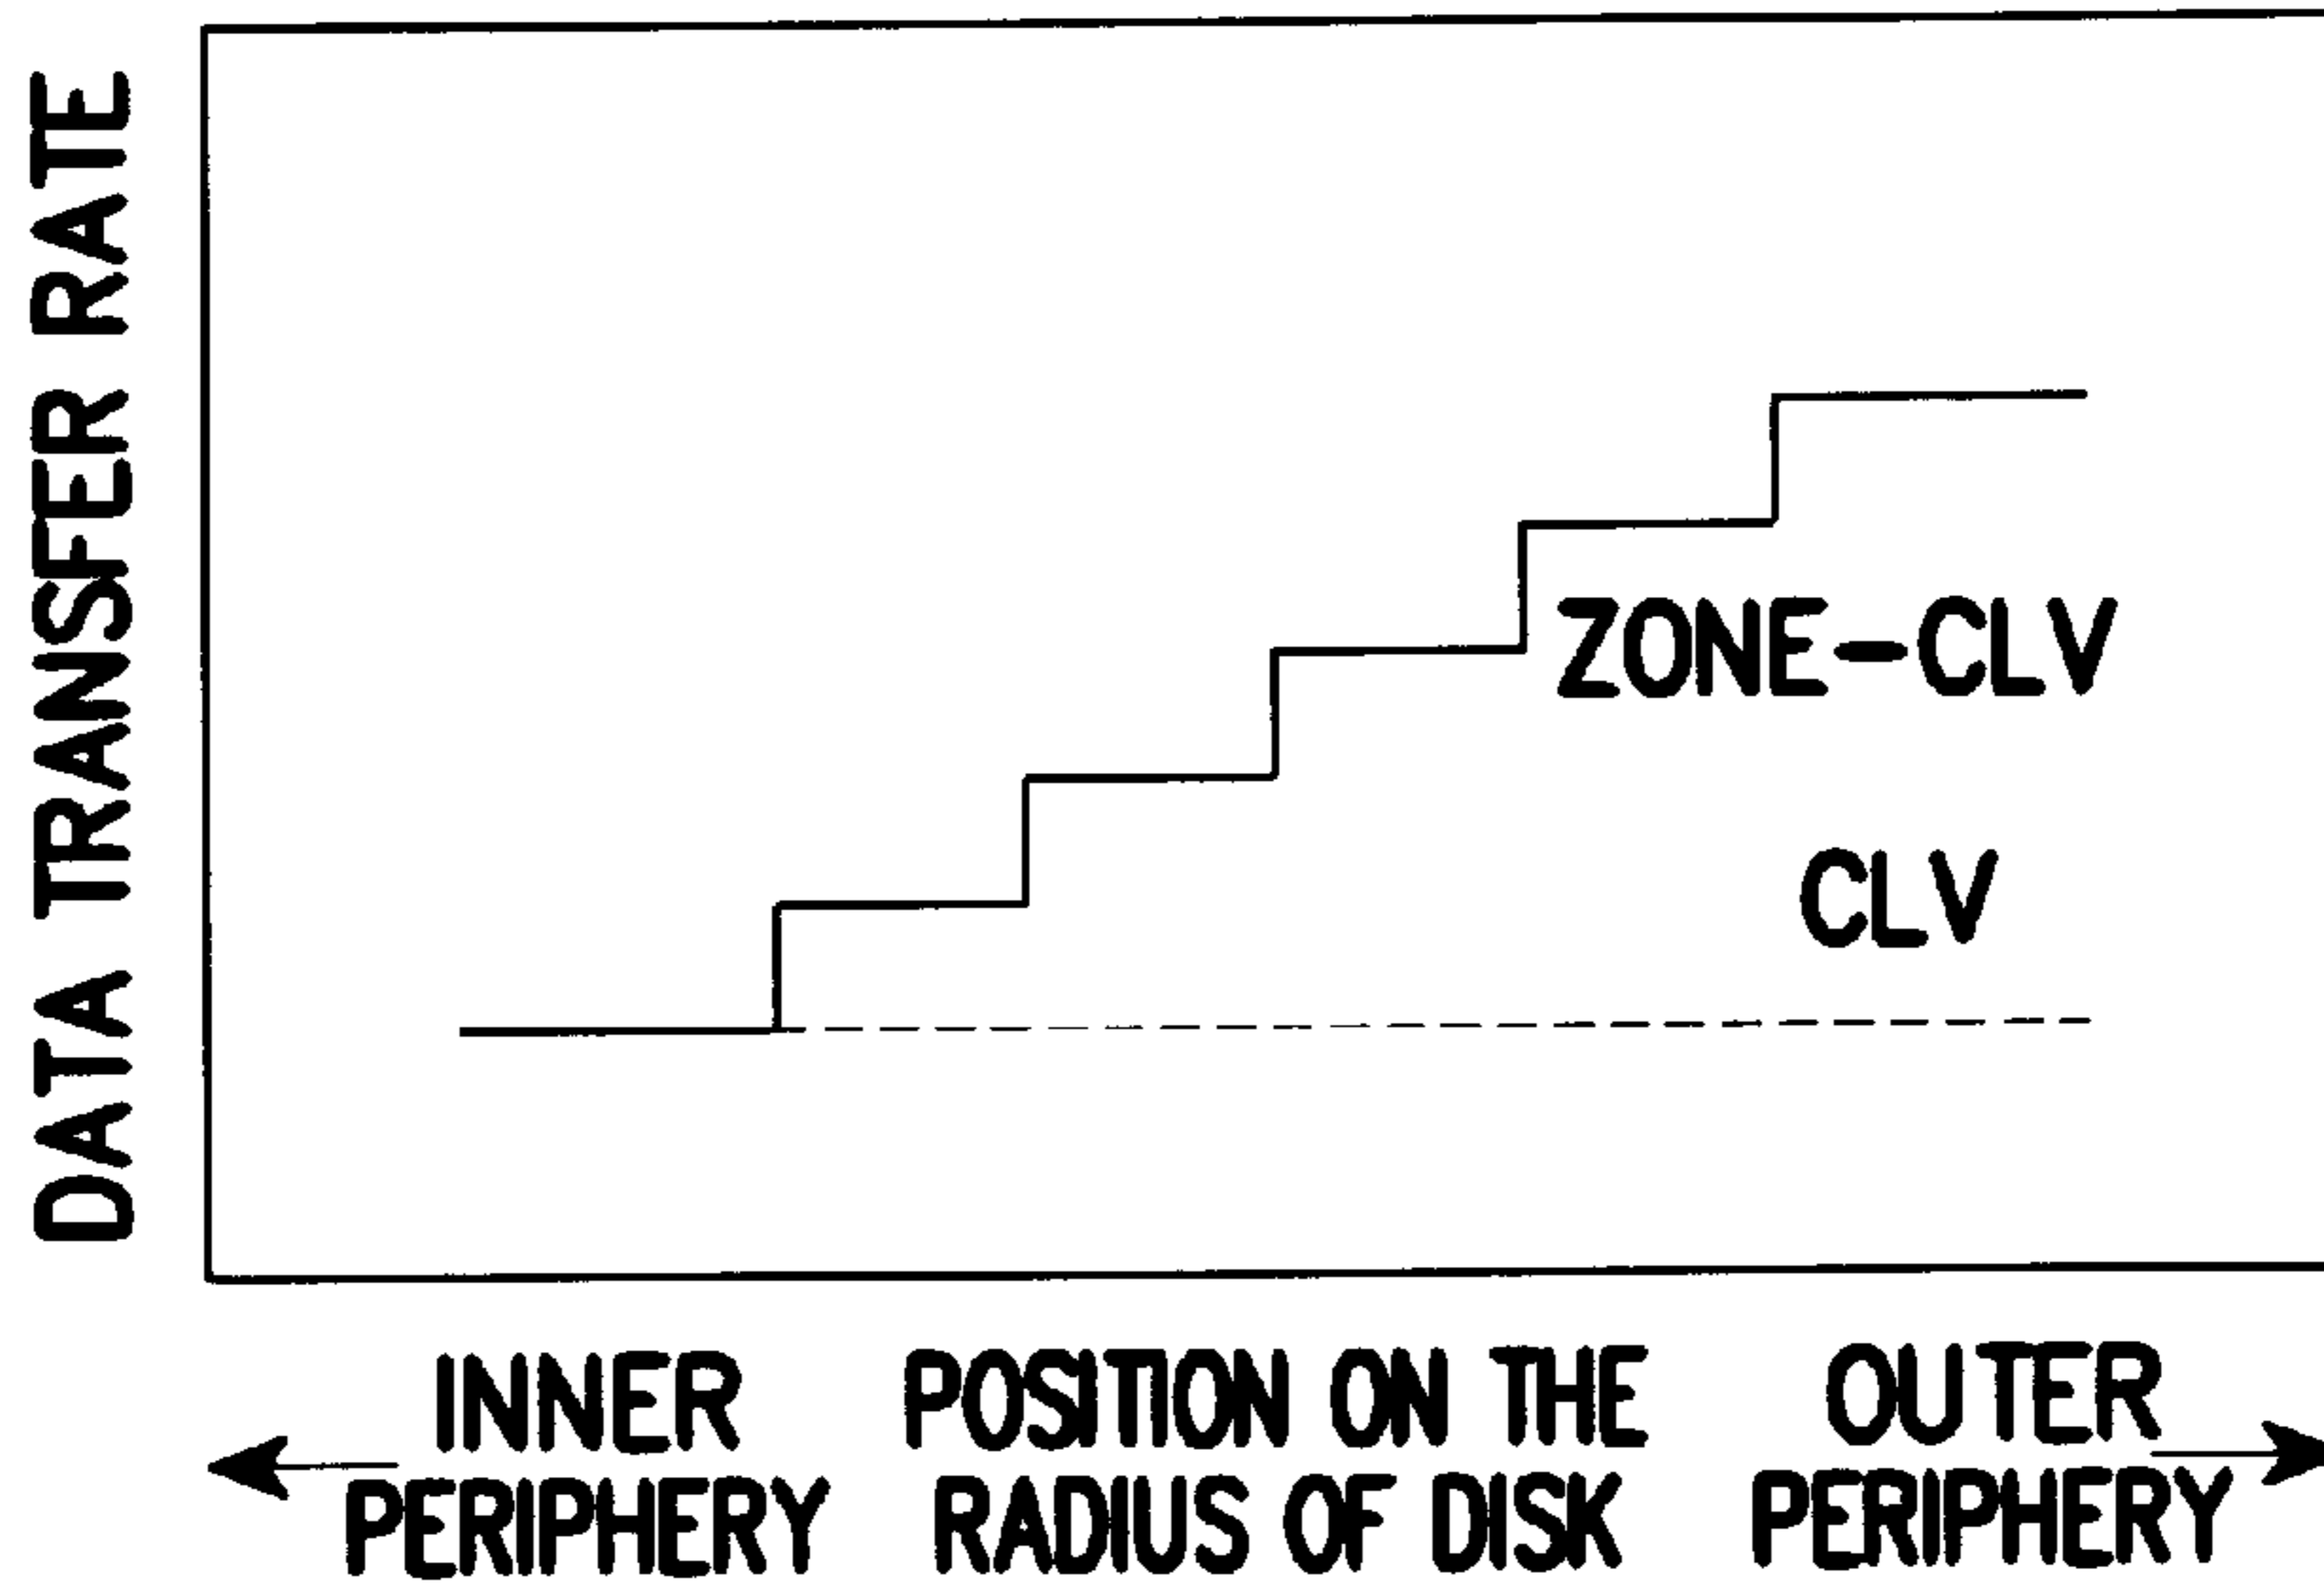 DATA TRANSFER RATE
ZONE-CLV
CLV
INNER
PERIPHERY
POSITION ON THE
RADIUS OF DISK
OUTER
PERIPHERY